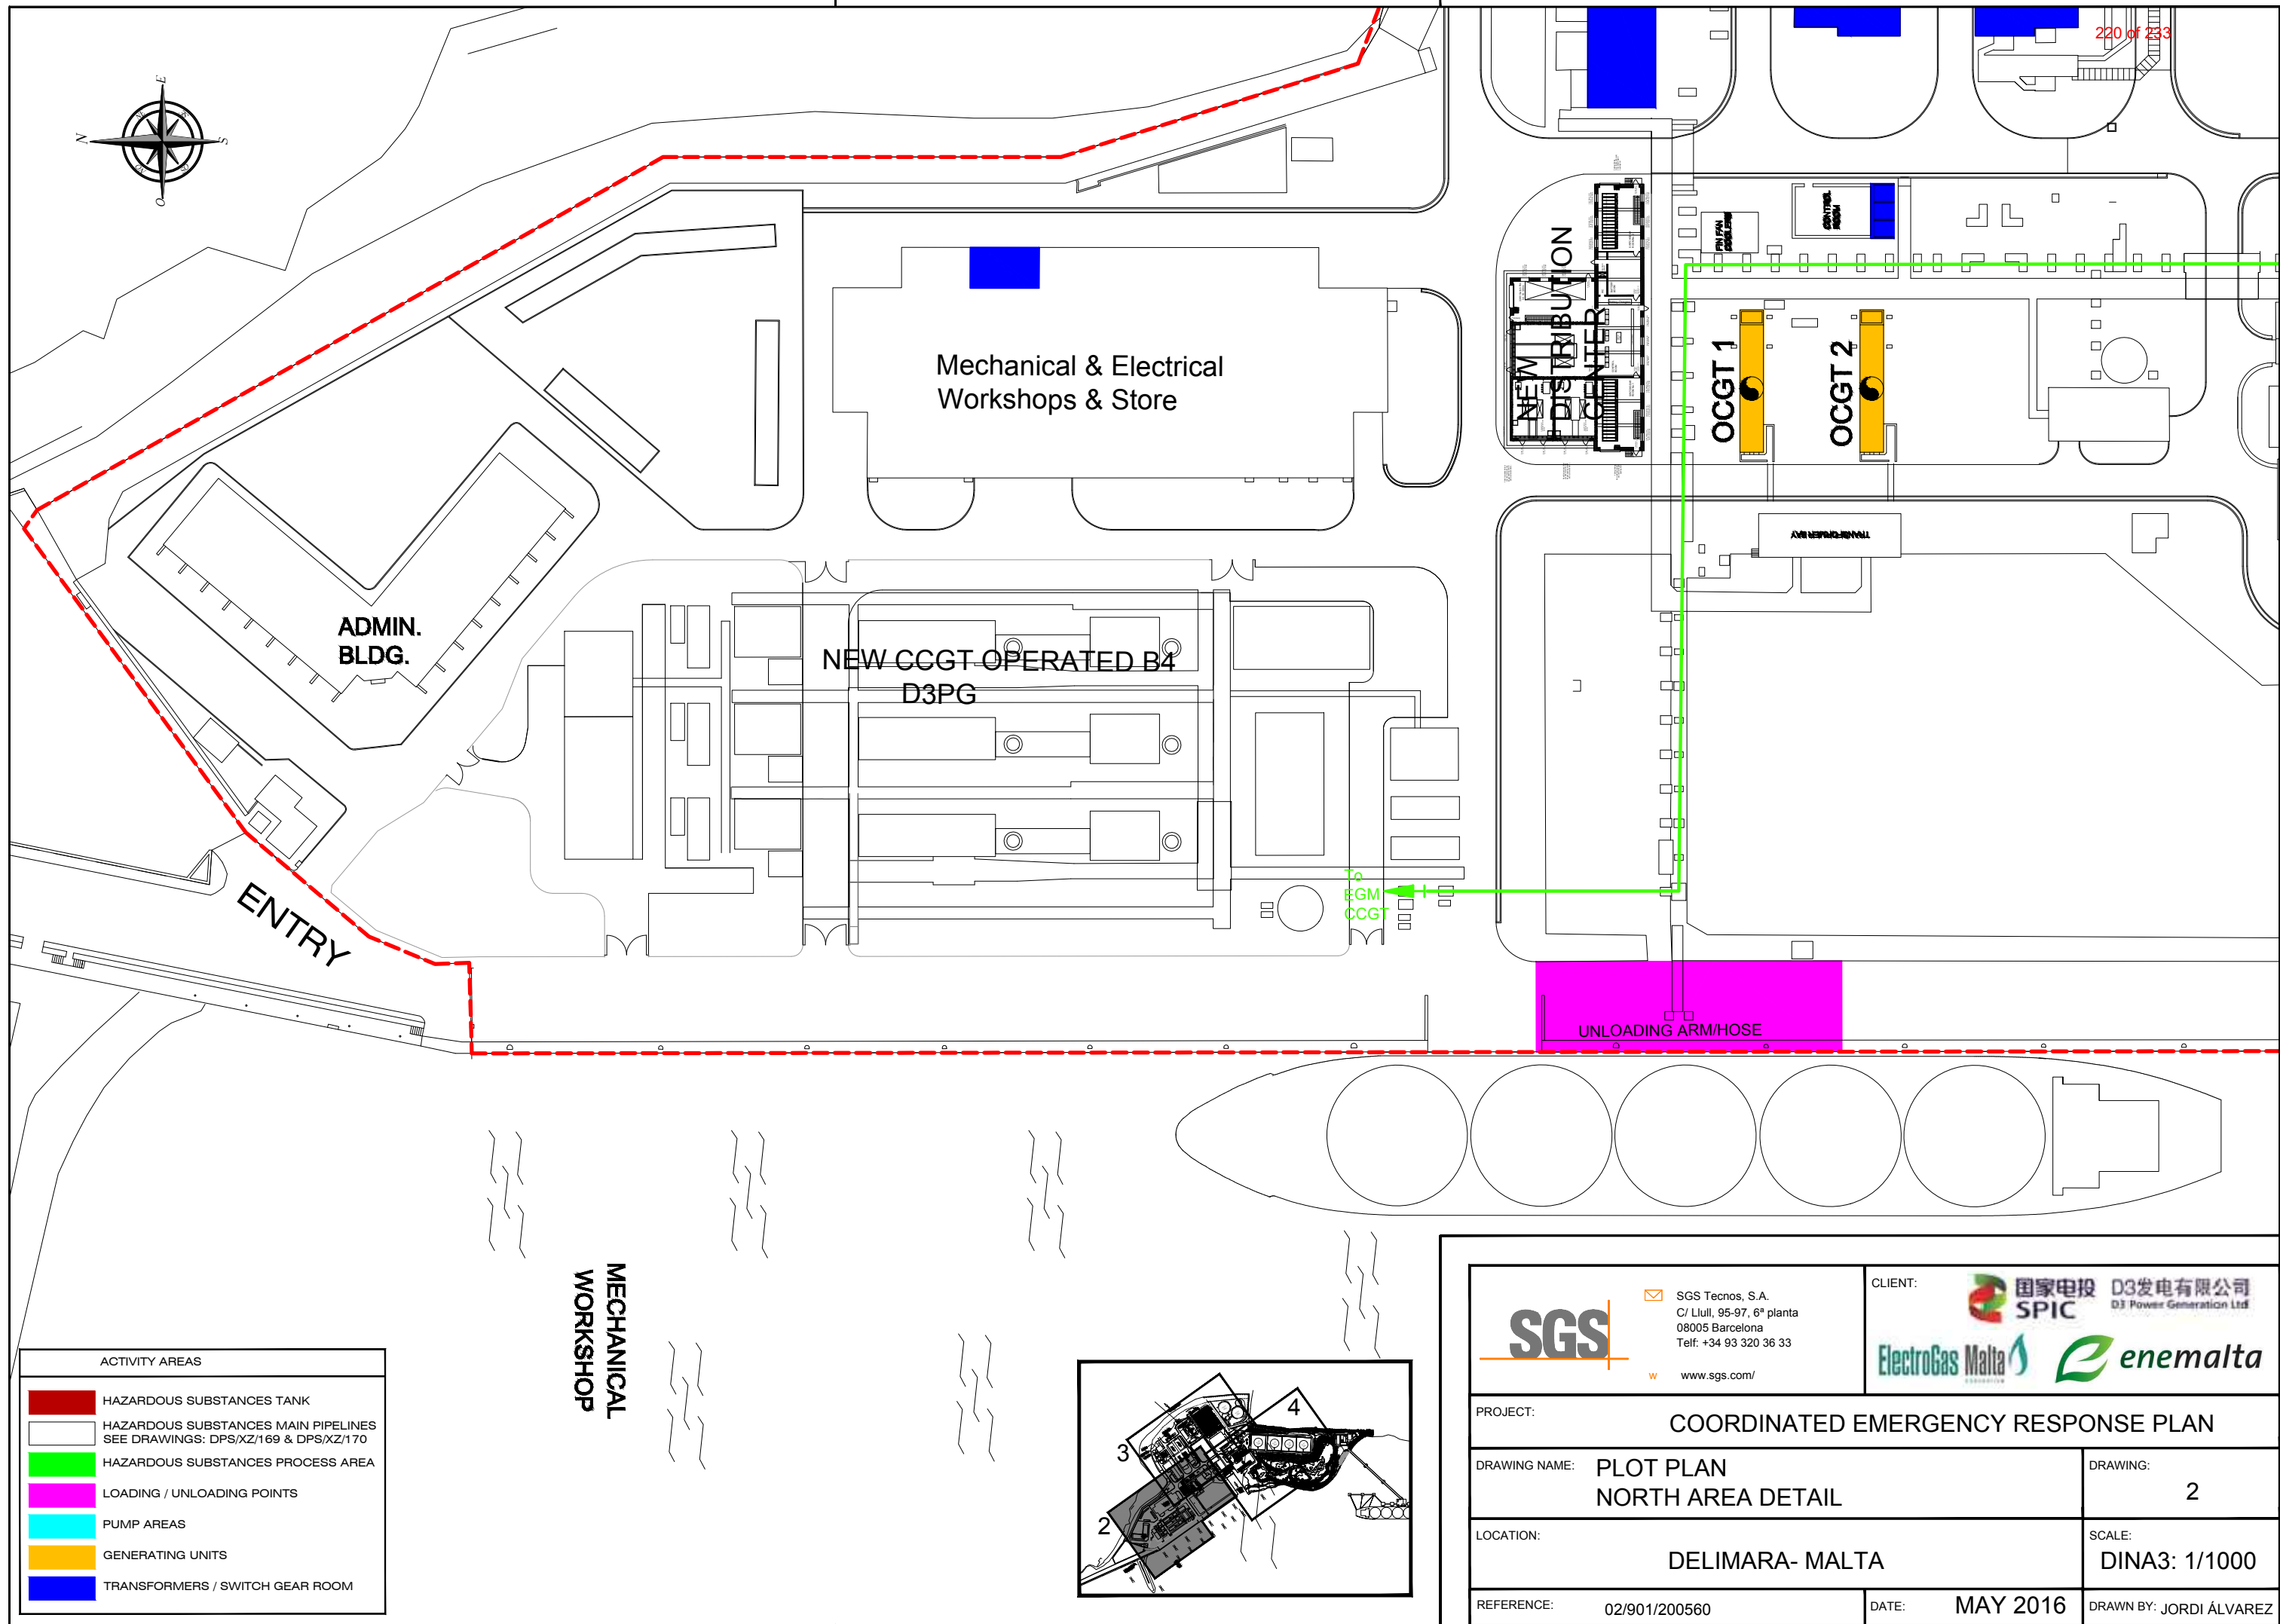 220 of 233
E
N
S
O
FIN FAN
COOLERS
CONTROL
ROOM
NEW
DISTRIBUTION
CENTER
OCGT 1
OCGT 2
Mechanical & Electrical
Workshops & Store
TRANSFORMER BAY
ADMIN.
BLDG.
NEW CCGT OPERATED B4
D3PG
To
EGM
CCGT
ENTRY
UNLOADING ARM/HOSE
MECHANICAL
WORKSHOP
ACTIVITY AREAS
HAZARDOUS SUBSTANCES TANK
HAZARDOUS SUBSTANCES MAIN PIPELINES
SEE DRAWINGS: DPS/XZ/169 & DPS/XZ/170
HAZARDOUS SUBSTANCES PROCESS AREA
LOADING / UNLOADING POINTS
PUMP AREAS
GENERATING UNITS
TRANSFORMERS / SWITCH GEAR ROOM
4
3
2
SGS
SGS Tecnos, S.A.
C/ Llull, 95-97, 6ª planta
08005 Barcelona
Telf: +34 93 320 36 33
w www.sgs.com/
CLIENT:
国家电投 D3发电有限公司
SPIC D3 Power Generation Ltd
ElectroGas Malta
enemalta
PROJECT:
COORDINATED EMERGENCY RESPONSE PLAN
DRAWING NAME: PLOT PLAN
NORTH AREA DETAIL
DRAWING:
2
LOCATION:
DELIMARA- MALTA
SCALE:
DINA3: 1/1000
REFERENCE: 02/901/200560
DATE: MAY 2016
DRAWN BY: JORDI ÁLVAREZ